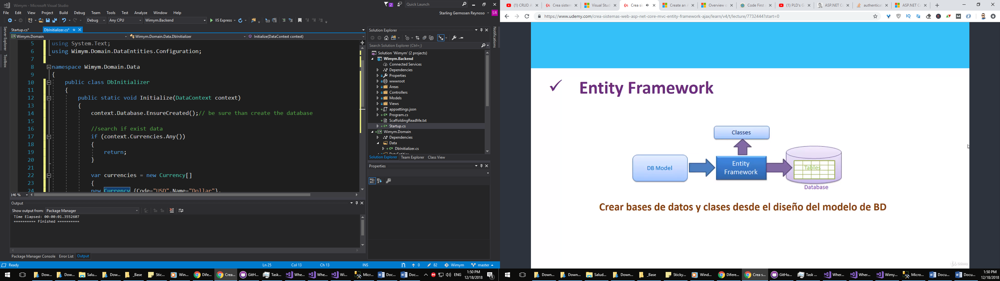 Wimym - Microsoft Visual Studio
2
Quick Launch
File Edit View Project Build Debug Team Tools Test Analyze Window Help
Starling Germosen Reynoso SR
Debug Any CPU Wimym.Backend IIS Express
Server Explorer
Toolbox
Startup.cs* DbInitializer.cs*
Wimym.Domain Wimym.Domain.Data.DbInitializer Initialize(DataContext context)
5 using System.Text;
6 using Wimym.Domain.DataEntities.Configuration;
7
8 namespace Wimym.Domain.Data
9 {
10 public class DbInitializer
11 {
12 public static void Initialize(DataContext context)
13 {
14 context.Database.EnsureCreated();// be sure than create the database
15
16 //search if exist data
17 if (context.Currencies.Any())
18 {
19 return;
20 }
21
22 var currencies = new Currency[]
23 {
24 new Currency {Code="USD",Name="Dollar"},
146 %
Output
Show output from: Package Manager
Time Elapsed: 00:00:01.3552607
========== Finished ==========
Package Manager Console Error List Output
Solution Explorer
Search Solution Explorer (Ctrl+;)
Solution 'Wimym' (2 projects)
Wimym.Backend
Connected Services
Dependencies
Properties
wwwroot
Areas
Controllers
Models
Views
appsettings.json
Program.cs
ScaffoldingReadMe.txt
Startup.cs
Wimym.Domain
Dependencies
Data
DbInitializer.cs
DataEntities
Solution Explorer Team Explorer Class View
Properties
Notifications
Ready Ln 25 Col 13 Ch 13 INS 0 82 Wimym master
Dow... Dow... Salu... Dow... _Base Stic... Win... Dife... Crea... GitH... Task... Whe... Whe... Wi... Micr... Doc... Doc... ENG 1:50 PM
12/18/2018 1
(1) CRUD A Crea sistem Visual Stud Crea sis Create an A Overview o Code First (1) PLD's G ASP.NET Co authenticat ASP.NET Co
https://www.udemy.com/crea-sistemas-web-asp-net-core-mvc-entity-framework-ajax/learn/v4/t/lecture/7732444?start=0
Entity Framework
Classes
DB Model
Entity
Framework
Tables
Database
Crear bases de datos y clases desde el diseño del modelo de BD
Udemy
Down... Down... Salud... Down... _Base Sticky... Wind... Difere... Crea s... GitHu... Task ... Wher... Wher... Wimy... Micro... Docu... Docu... 1:50 PM
12/18/2018